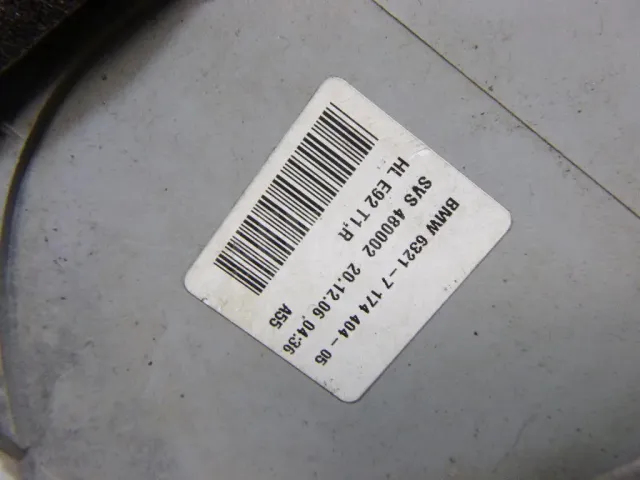 BMW 6321-7 174 404-05
SVS 480002 20.12.06 04:36
HL E92 T1,R A55